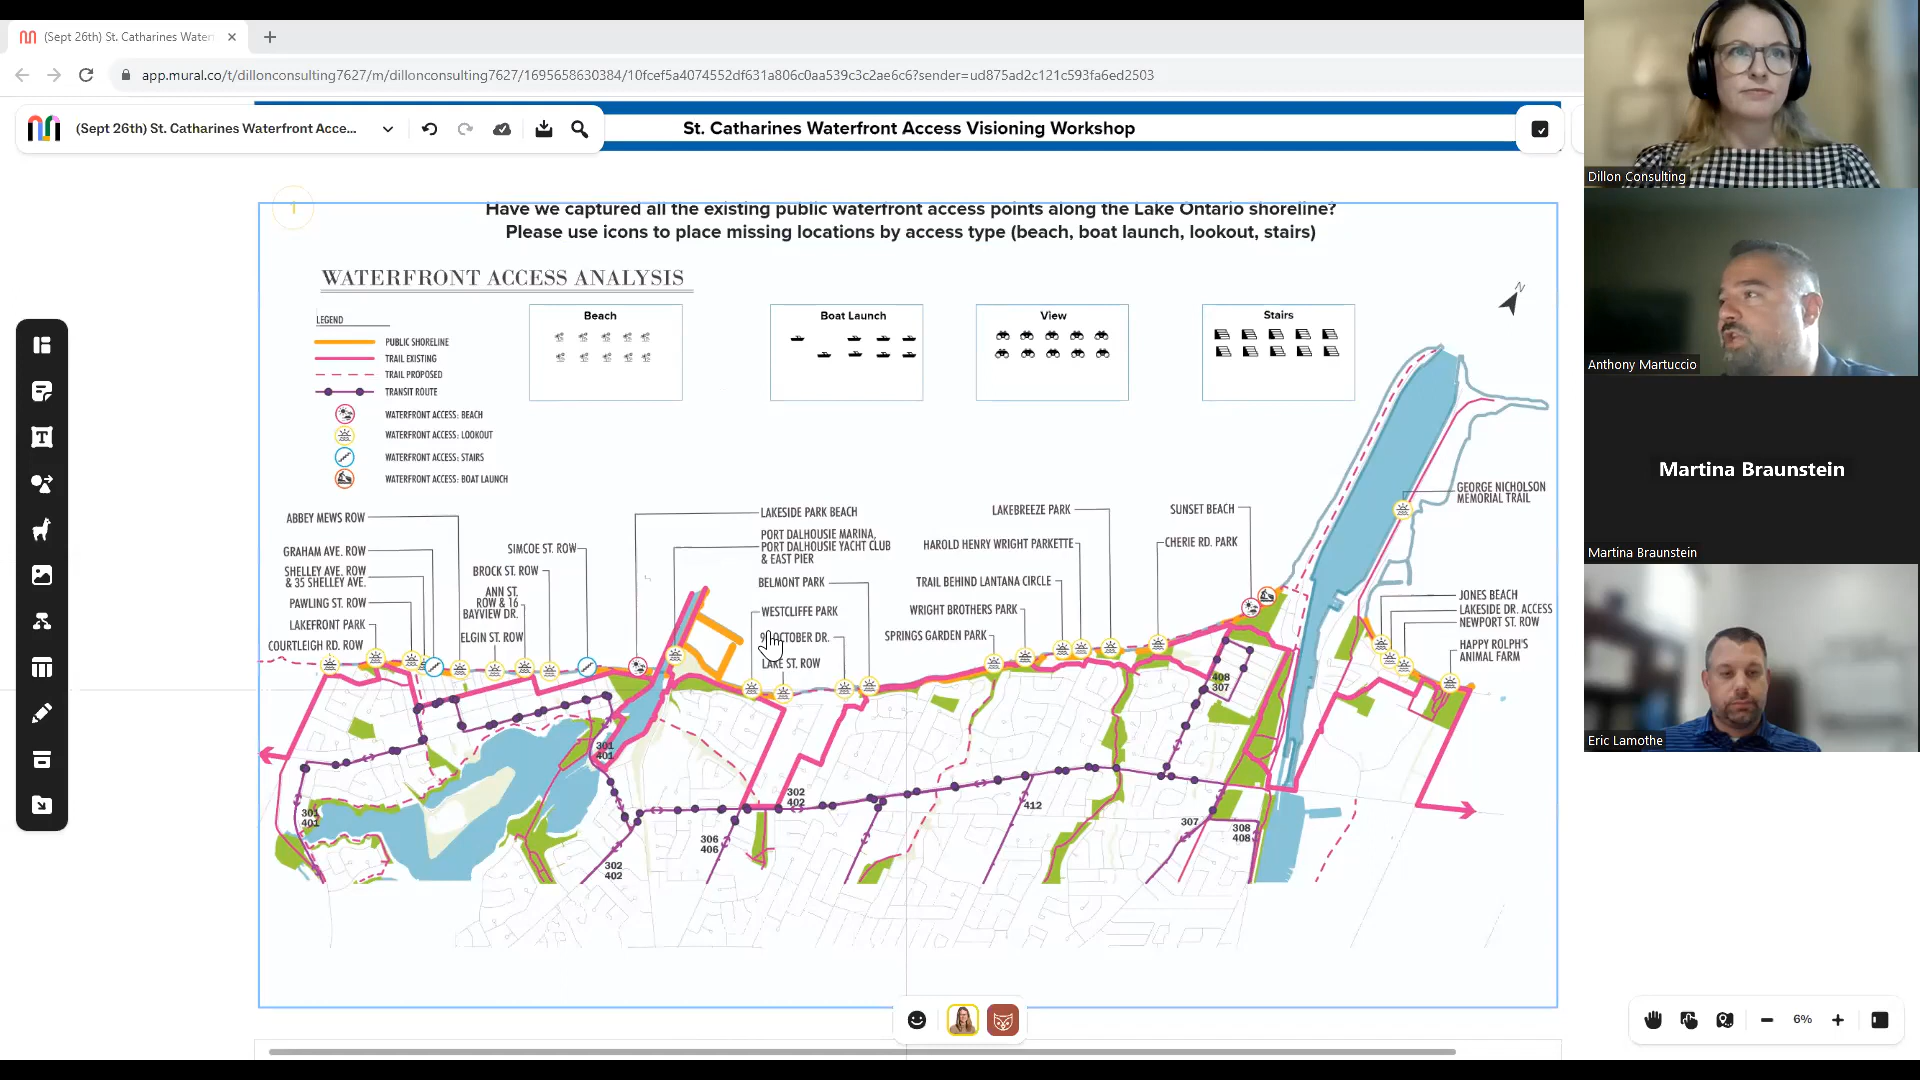 (Sept 26th) St. Catharines Water
app.mural.co/t/dillonconsulting7627/m/dillonconsulting7627/1695658630384/10fcef5a4074552df631a806c0aa539c3c2ae6c6?sender=ud875ad2c121c593fa6ed2503
(Sept 26th) St. Catharines Waterfront Acce...
St. Catharines Waterfront Access Visioning Workshop
1
Have we captured all the existing public waterfront access points along the Lake Ontario shoreline?
Please use icons to place missing locations by access type (beach, boat launch, lookout, stairs)
WATERFRONT ACCESS ANALYSIS
N
LEGEND
PUBLIC SHORELINE
TRAIL EXISTING
TRAIL PROPOSED
TRANSIT ROUTE
WATERFRONT ACCESS: BEACH
WATERFRONT ACCESS: LOOKOUT
WATERFRONT ACCESS: STAIRS
WATERFRONT ACCESS: BOAT LAUNCH
Beach
Boat Launch
View
Stairs
ABBEY MEWS ROW
GRAHAM AVE. ROW
SHELLEY AVE. ROW
& 35 SHELLEY AVE.
PAWLING ST. ROW
LAKEFRONT PARK
COURTLEIGH RD. ROW
SIMCOE ST. ROW
BROCK ST. ROW
ANN ST.
ROW & 16
BAYVIEW DR.
ELGIN ST. ROW
LAKESIDE PARK BEACH
PORT DALHOUSIE MARINA,
PORT DALHOUSIE YACHT CLUB
& EAST PIER
BELMONT PARK
WESTCLIFFE PARK
OCTOBER DR.
LAKE ST. ROW
LAKEBREEZE PARK
HAROLD HENRY WRIGHT PARKETTE
TRAIL BEHIND LANTANA CIRCLE
WRIGHT BROTHERS PARK
SPRINGS GARDEN PARK
SUNSET BEACH
CHERIE RD. PARK
GEORGE NICHOLSON
MEMORIAL TRAIL
JONES BEACH
LAKESIDE DR. ACCESS
NEWPORT ST. ROW
HAPPY ROLPH'S
ANIMAL FARM
408
307
301
401
301
401
302
402
412
306
406
302
402
307
308
408
6%
Dillon Consulting
Anthony Martuccio
Martina Braunstein
Martina Braunstein
Eric Lamothe